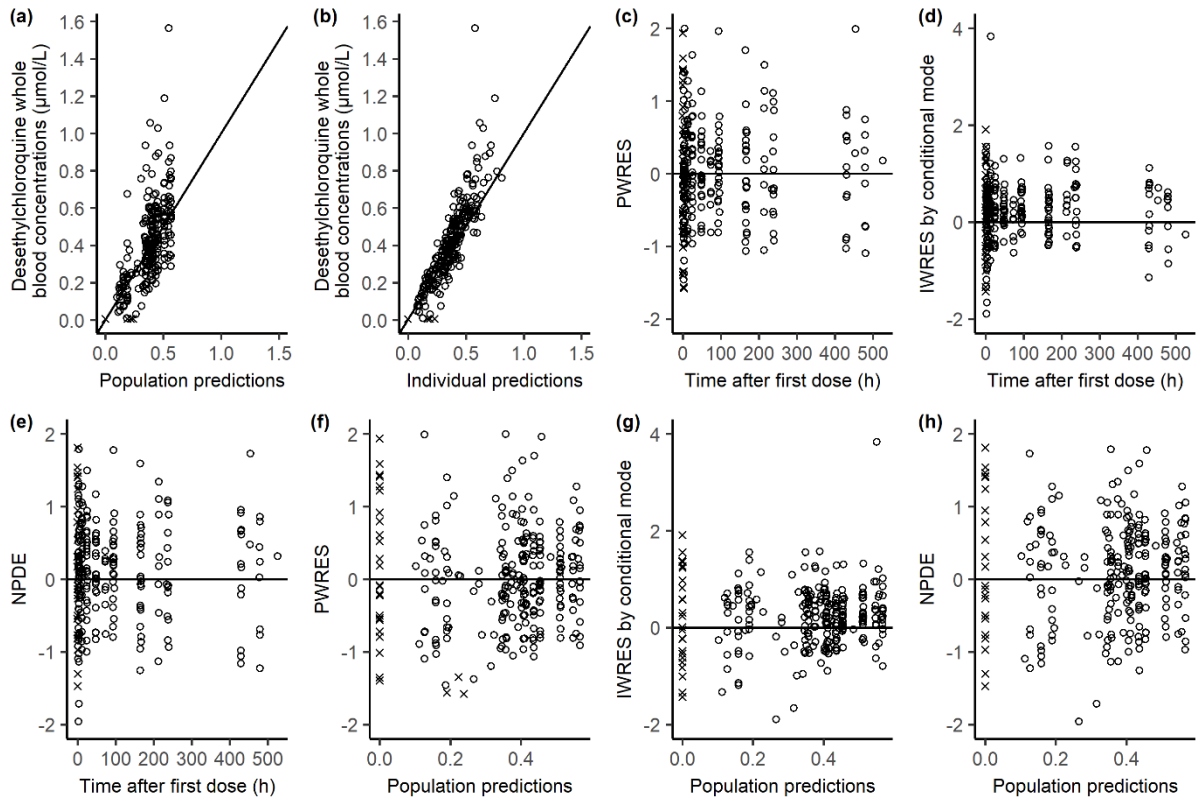 (a)
Desethylchloroquine whole
blood concentrations (µmol/L)
1.6
1.4
1.2
1.0
0.8
0.6
0.4
0.2
0.0
0.0 0.5 1.0 1.5
Population predictions
(b)
Desethylchloroquine whole
blood concentrations (µmol/L)
1.6
1.4
1.2
1.0
0.8
0.6
0.4
0.2
0.0
0.0 0.5 1.0 1.5
Individual predictions
(c)
PWRES
2
1
0
-1
-2
0 100 200 300 400 500
Time after first dose (h)
(d)
IWRES by conditional mode
4
2
0
-2
0 100 200 300 400 500
Time after first dose (h)
(e)
NPDE
2
1
0
-1
-2
0 100 200 300 400 500
Time after first dose (h)
(f)
PWRES
2
1
0
-1
-2
0.0 0.2 0.4
Population predictions
(g)
IWRES by conditional mode
4
2
0
-2
0.0 0.2 0.4
Population predictions
(h)
NPDE
2
1
0
-1
-2
0.0 0.2 0.4
Population predictions